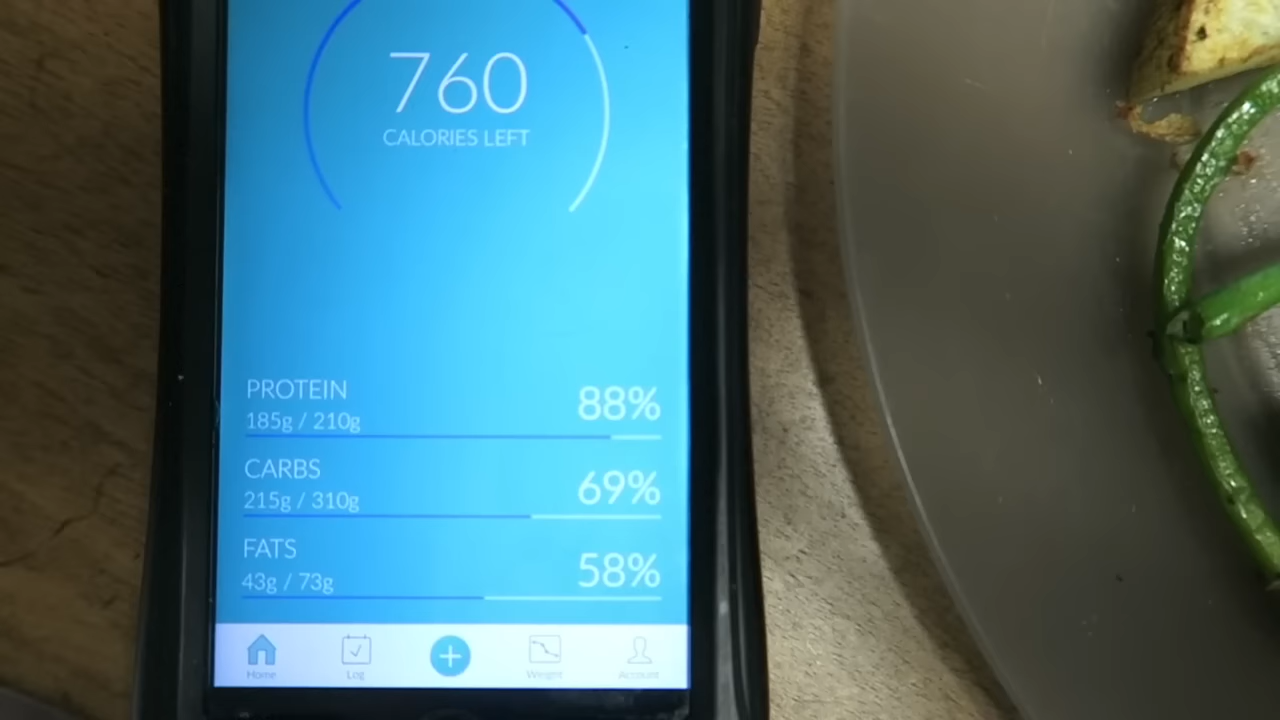 760
CALORIES LEFT
PROTEIN
185g / 210g
88%
CARBS
215g / 310g
69%
FATS
43g / 73g
58%
Home
Log
Weight
Account